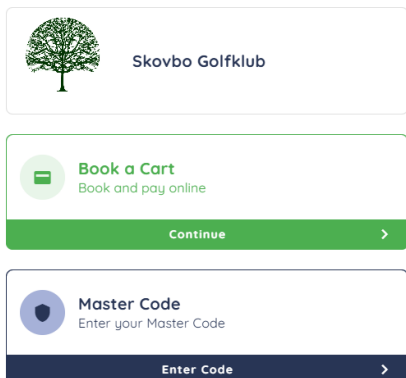 Skovbo Golfklub
Book a Cart
Book and pay online
Continue
Master Code
Enter your Master Code
Enter Code